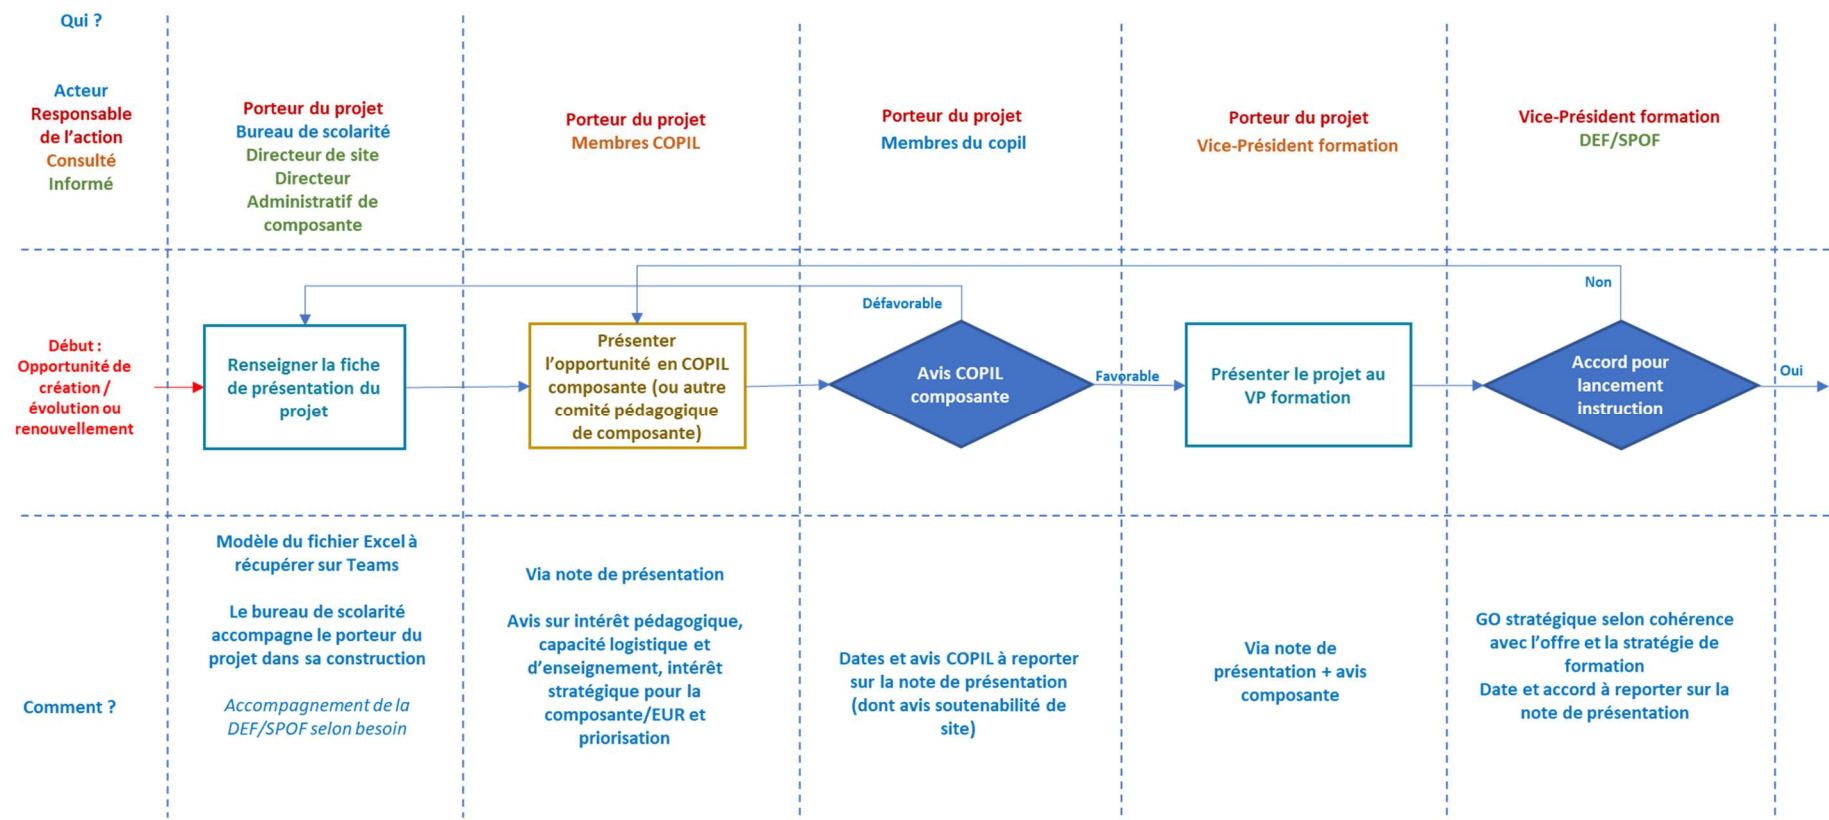 Qui ?
Acteur
Responsable
de l’action
Consulté
Informé
Porteur du projet
Bureau de scolarité
Directeur de site
Directeur
Administratif de
composante
Porteur du projet
Membres COPIL
Porteur du projet
Membres du copil
Porteur du projet
Vice-Président formation
Vice-Président formation
DEF/SPOF
Début :
Opportunité de
création /
évolution ou
renouvellement
Renseigner la fiche
de présentation du
projet
Présenter
l’opportunité en COPIL
composante (ou autre
comité pédagogique
de composante)
Défavorable
Avis COPIL
composante
Favorable
Présenter le projet au
VP formation
Non
Accord pour
lancement
instruction
Oui
Comment ?
Modèle du fichier Excel à
récupérer sur Teams
Le bureau de scolarité
accompagne le porteur du
projet dans sa construction
Accompagnement de la
DEF/SPOF selon besoin
Via note de présentation
Avis sur intérêt pédagogique,
capacité logistique et
d’enseignement, intérêt
stratégique pour la
composante/EUR et
priorisation
Dates et avis COPIL à reporter
sur la note de présentation
(dont avis soutenabilité de
site)
Via note de
présentation + avis
composante
GO stratégique selon cohérence
avec l’offre et la stratégie de
formation
Date et accord à reporter sur la
note de présentation